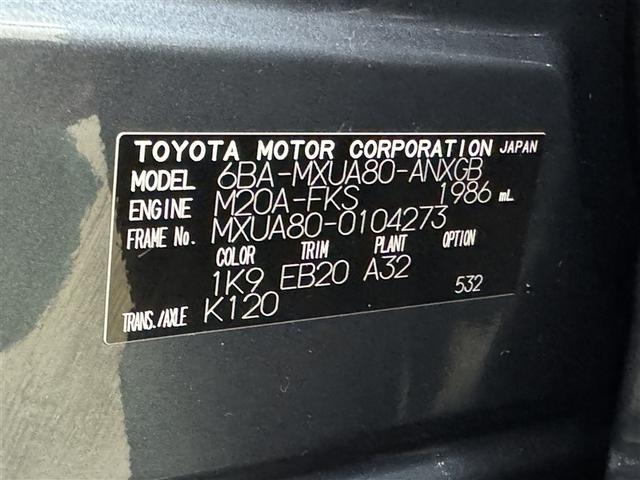 TOYOTA MOTOR CORPORATION JAPAN
MODEL 6BA-MXUA80-ANXGB
ENGINE M20A-FKS 1986 mL
FRAME No. MXUA80-0104273
COLOR TRIM PLANT OPTION
1K9 EB20 A32 532
TRANS./AXLE K120